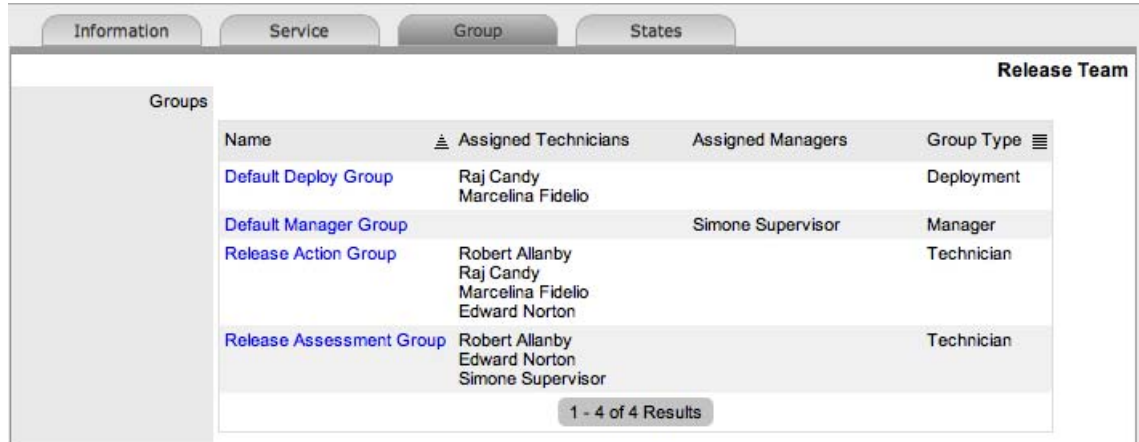 Information Service Group States
Release Team
Groups
Name Assigned Technicians Assigned Managers Group Type
Default Deploy Group Raj Candy Deployment
Marcelina Fidelio
Default Manager Group Simone Supervisor Manager
Release Action Group Robert Allanby Technician
Raj Candy
Marcelina Fidelio
Edward Norton
Release Assessment Group Robert Allanby Technician
Edward Norton
Simone Supervisor
1 - 4 of 4 Results